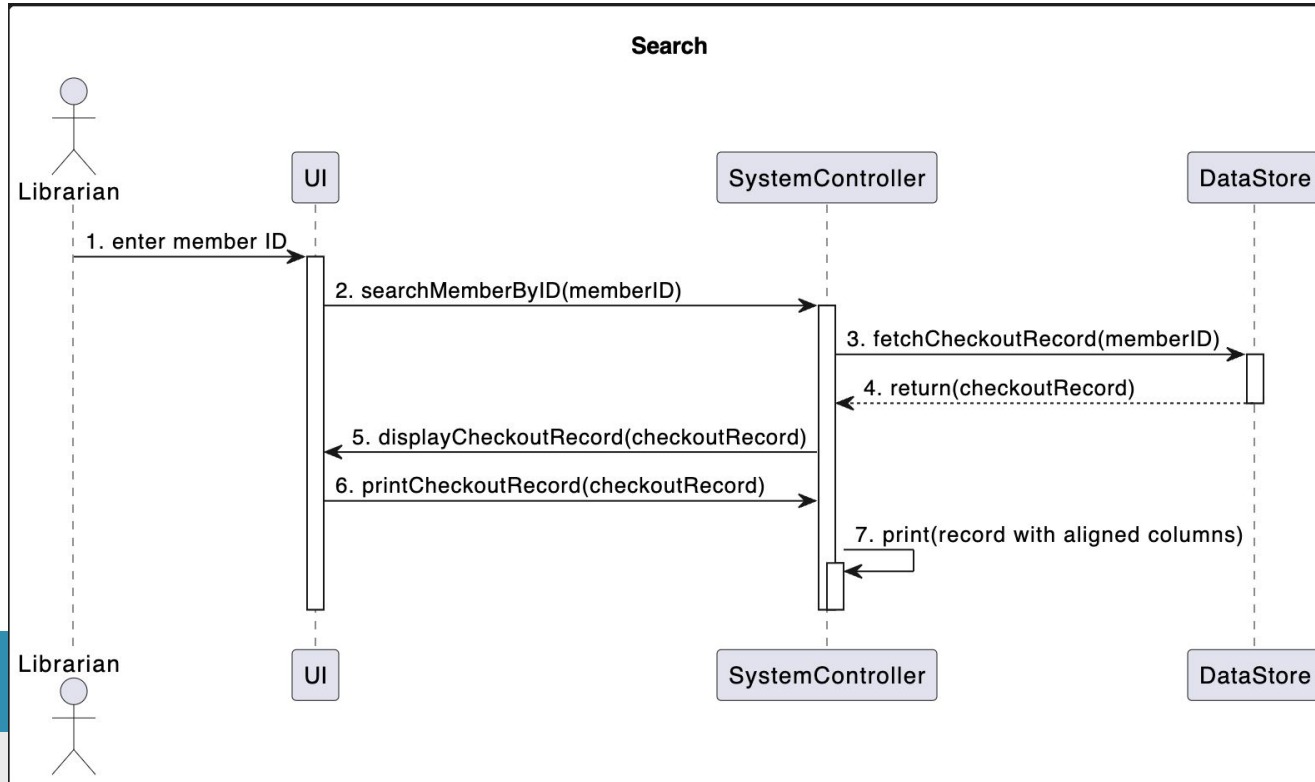 Search
Librarian
UI
SystemController
DataStore
1. enter member ID
2. searchMemberByID(memberID)
3. fetchCheckoutRecord(memberID)
4. return(checkoutRecord)
5. displayCheckoutRecord(checkoutRecord)
6. printCheckoutRecord(checkoutRecord)
7. print(record with aligned columns)
Librarian
UI
SystemController
DataStore